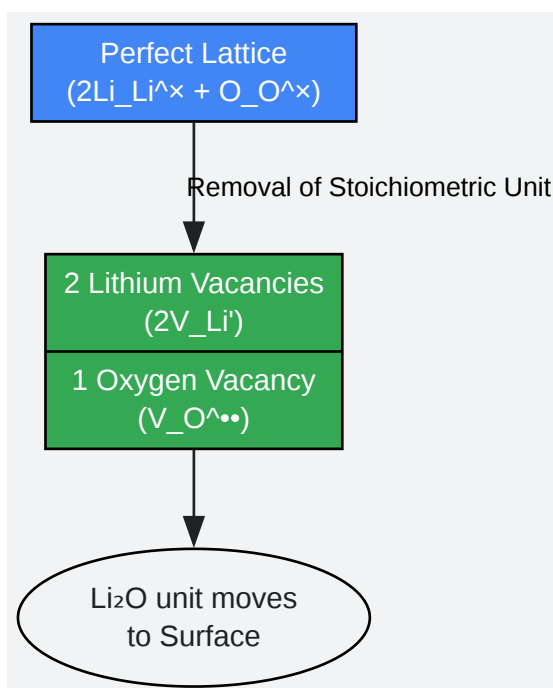 Perfect Lattice
(2Li_Li^× + O_O^×)
Removal of Stoichiometric Unit
2 Lithium Vacancies
(2V_Li')
1 Oxygen Vacancy
(V_O^••)
Li₂O unit moves
to Surface